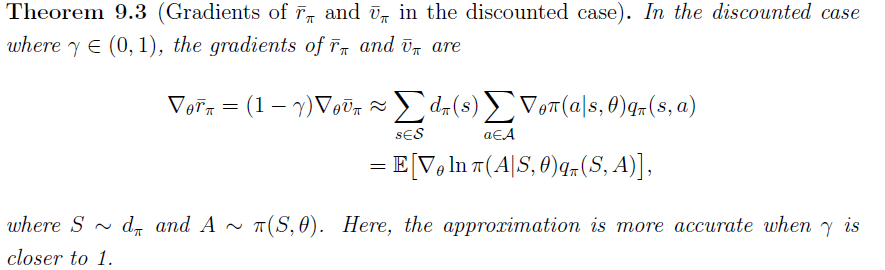 Theorem 9.3 (Gradients of r̄_π and v̄_π in the discounted case). In the discounted case
where γ ∈ (0, 1), the gradients of r̄_π and v̄_π are
∇_θ r̄_π = (1 − γ)∇_θ v̄_π ≈ ∑_{s∈𝒮} d_π(s) ∑_{a∈𝒜} ∇_θ π(a|s, θ)q_π(s, a)
= 𝔼[∇_θ ln π(A|S, θ)q_π(S, A)],
where S ∼ d_π and A ∼ π(S, θ). Here, the approximation is more accurate when γ is
closer to 1.